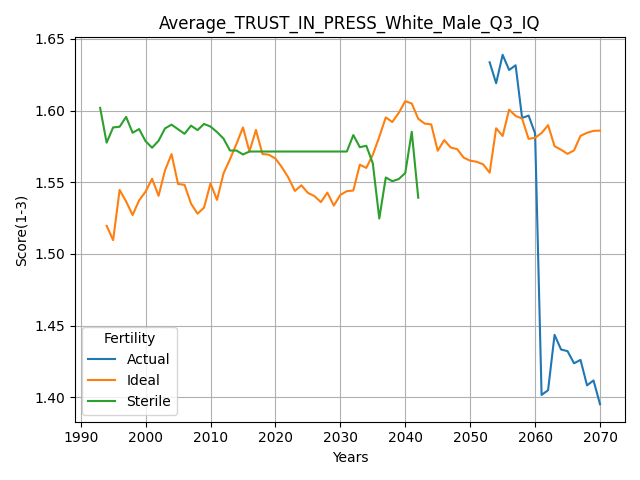 Average_TRUST_IN_PRESS_White_Male_Q3_IQ
Score(1-3)
1.65
1.60
1.55
1.50
1.45
1.40
Fertility
Actual
Ideal
Sterile
1990 2000 2010 2020 2030 2040 2050 2060 2070
Years